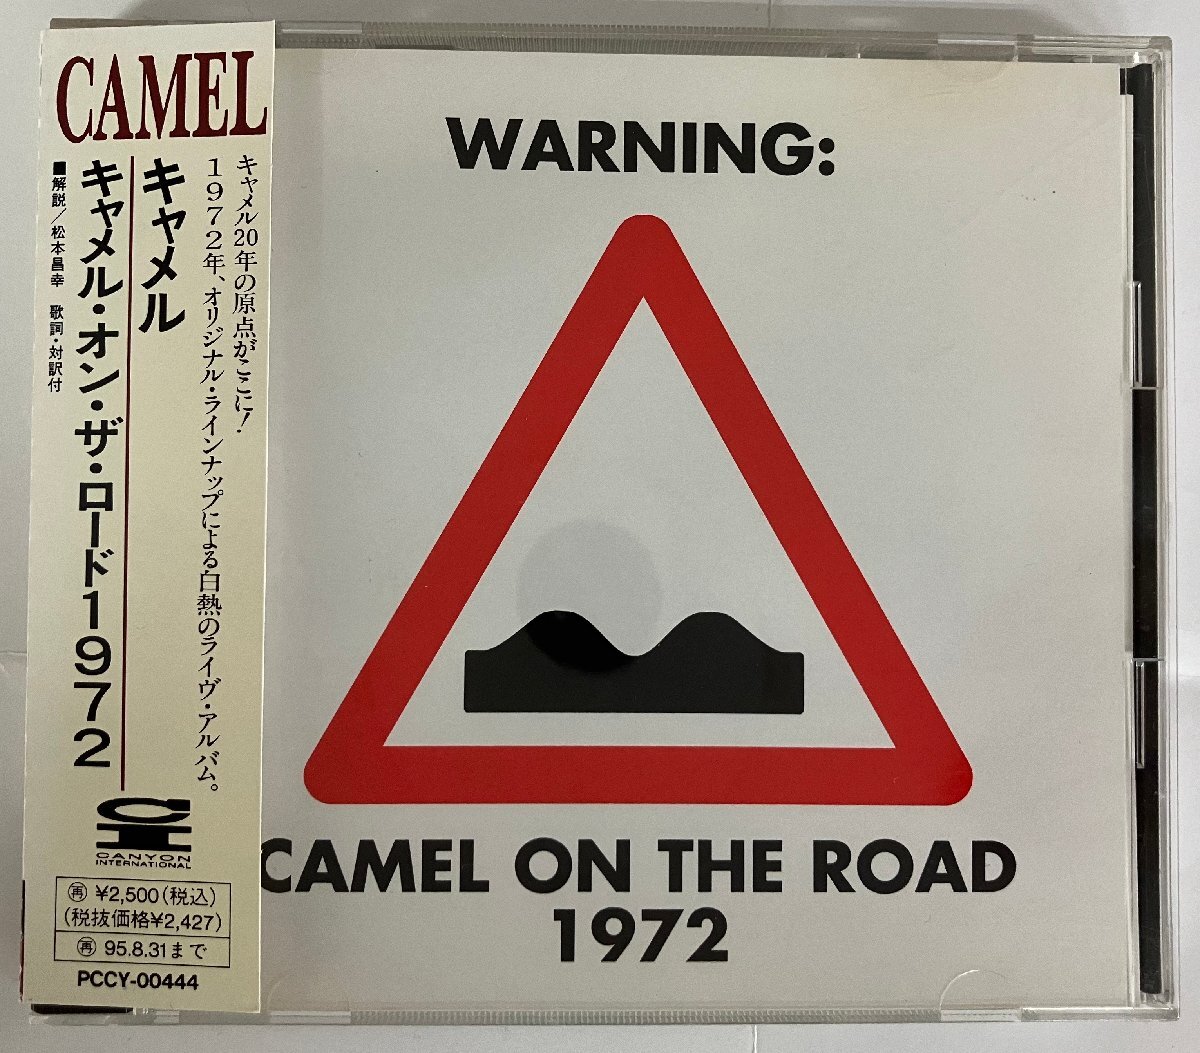 CAMEL
キャメル20年の原点がここに!
1972年、オリジナル・ラインナップによる白熱のライヴ・アルバム。
キャメル
キャメル・オン・ザ・ロード1972
■解説/松本昌幸 歌詞・対訳付
CANYON
INTERNATIONAL
再 ¥2,500(税込)
(税抜価格¥2,427)
再 95.8.31まで
PCCY-00444
WARNING:
CAMEL ON THE ROAD
1972